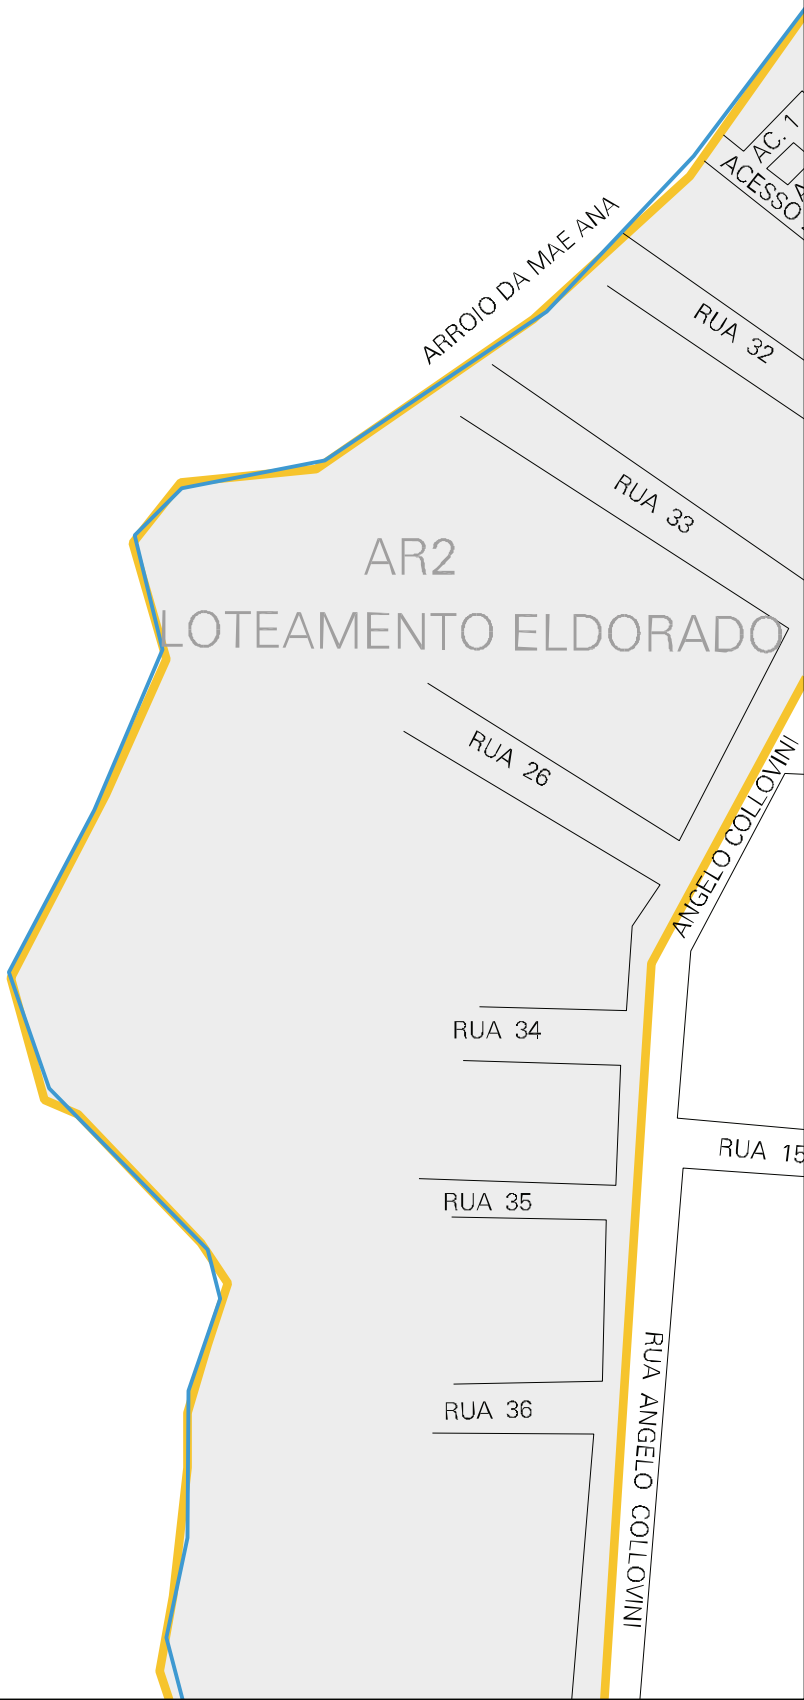 AC. 1
ACESSO
ARROIO DA MAE ANA
RUA 32
RUA 33
AR2
LOTEAMENTO ELDORADO
RUA 26
ANGELO COLLOVINI
RUA 34
RUA 15
RUA 35
RUA ANGELO COLLOVINI
RUA 36